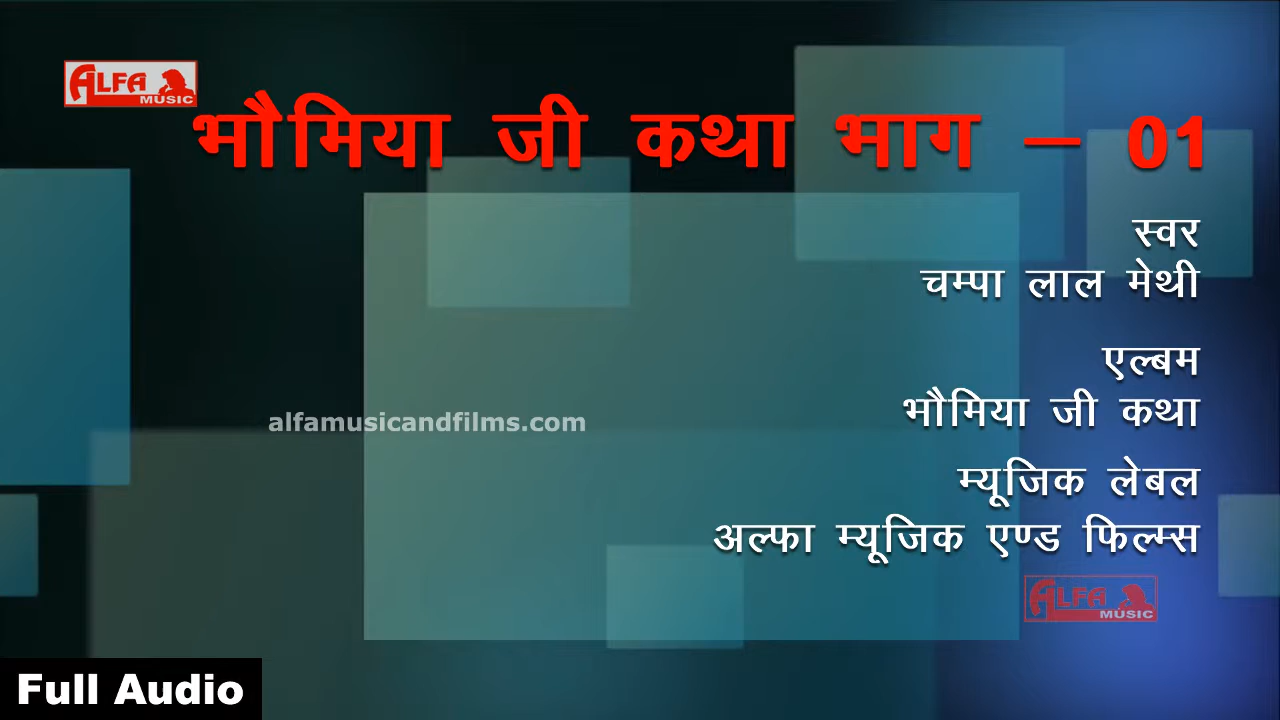 ALFA
MUSIC
भौमिया जी कथा भाग – 01
स्वर
चम्पा लाल मेथी
एल्बम
भौमिया जी कथा
alfamusicandfilms.com
म्यूजिक लेबल
अल्फा म्यूजिक एण्ड फिल्म्स
ALFA
MUSIC
Full Audio